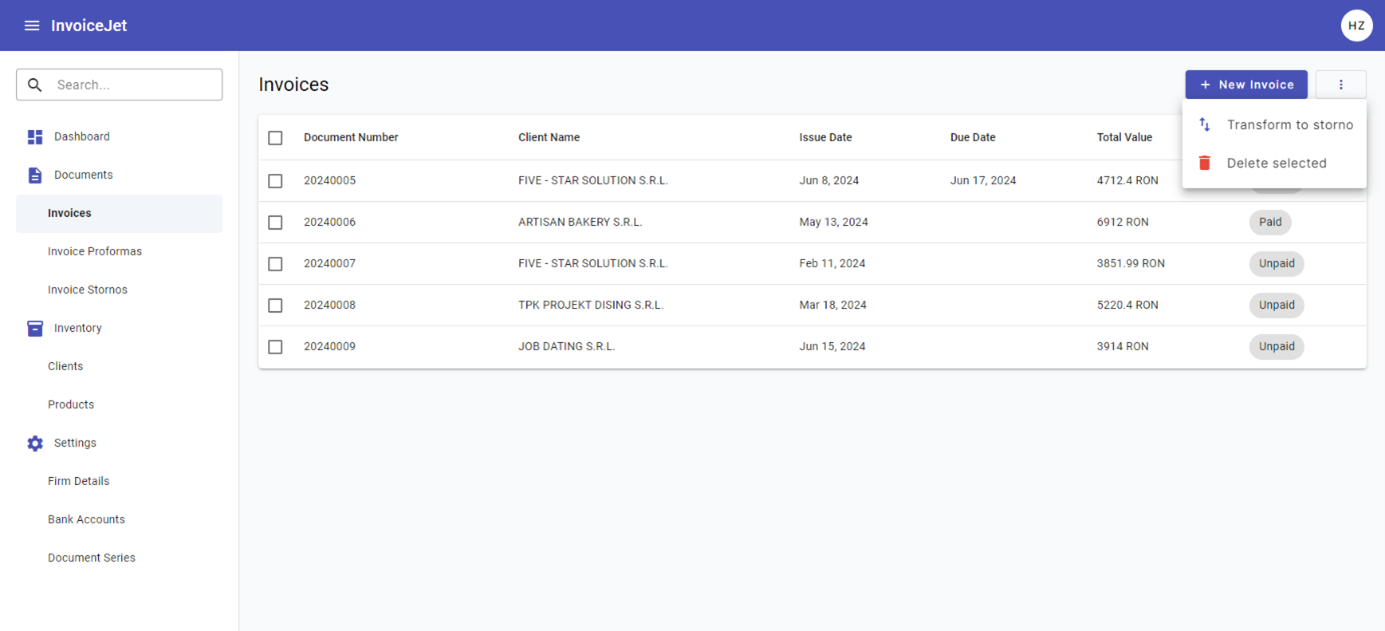 InvoiceJet
HZ
Search...
Dashboard
Documents
Invoices
Invoice Proformas
Invoice Stornos
Inventory
Clients
Products
Settings
Firm Details
Bank Accounts
Document Series
Invoices
+ New Invoice
Transform to storno
Delete selected
Document Number Client Name Issue Date Due Date Total Value
20240005 FIVE - STAR SOLUTION S.R.L. Jun 8, 2024 Jun 17, 2024 4712.4 RON
20240006 ARTISAN BAKERY S.R.L. May 13, 2024 6912 RON Paid
20240007 FIVE - STAR SOLUTION S.R.L. Feb 11, 2024 3851.99 RON Unpaid
20240008 TPK PROJEKT DISING S.R.L. Mar 18, 2024 5220.4 RON Unpaid
20240009 JOB DATING S.R.L. Jun 15, 2024 3914 RON Unpaid